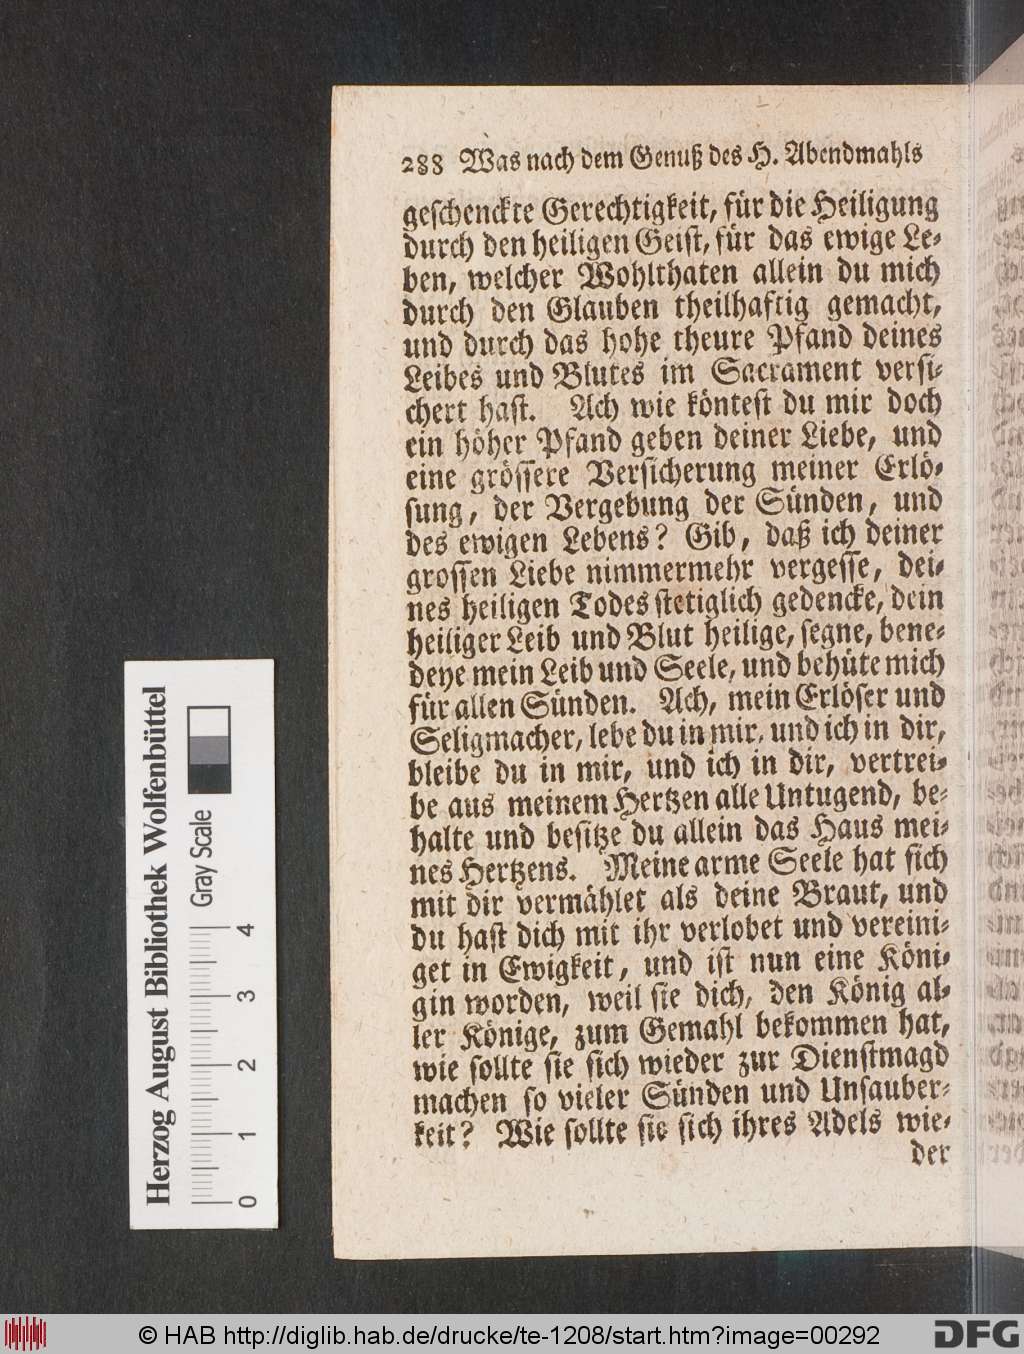 288 Was nach dem Genuß des H. Abendmahls
geschenckte Gerechtigkeit, für die Heiligung
durch den heiligen Geist, für das ewige Le-
ben, welcher Wohlthaten allein du mich
durch den Glauben theilhaftig gemacht,
und durch das hohe theure Pfand deines
Leibes und Blutes im Sacrament versi-
chert hast. Ach wie köntest du mir doch
ein höher Pfand geben deiner Liebe, und
eine grössere Versicherung meiner Erlö-
sung, der Vergebung der Sünden, und
des ewigen Lebens? Gib, daß ich deiner
grossen Liebe nimmermehr vergesse, dei-
nes heiligen Todes stetiglich gedencke, dein
heiliger Leib und Blut heilige, segne, bene-
deye mein Leib und Seele, und behüte mich
für allen Sünden. Ach, mein Erlöser und
Seligmacher, lebe du in mir, und ich in dir,
bleibe du in mir, und ich in dir, vertrei-
be aus meinem Hertzen alle Untugend, be-
halte und besitze du allein das Haus mei-
nes Hertzens. Meine arme Seele hat sich
mit dir vermählet als deine Braut, und
du hast dich mit ihr verlobet und vereini-
get in Ewigkeit, und ist nun eine Köni-
gin worden, weil sie dich, den König al-
ler Könige, zum Gemahl bekommen hat,
wie sollte sie sich wieder zur Dienstmagd
machen so vieler Sünden und Unsauber-
keit? Wie sollte sie sich ihres Adels wie-
der
Herzog August Bibliothek Wolfenbüttel
Gray Scale
0 1 2 3 4
© HAB http://diglib.hab.de/drucke/te-1208/start.htm?image=00292
DFG